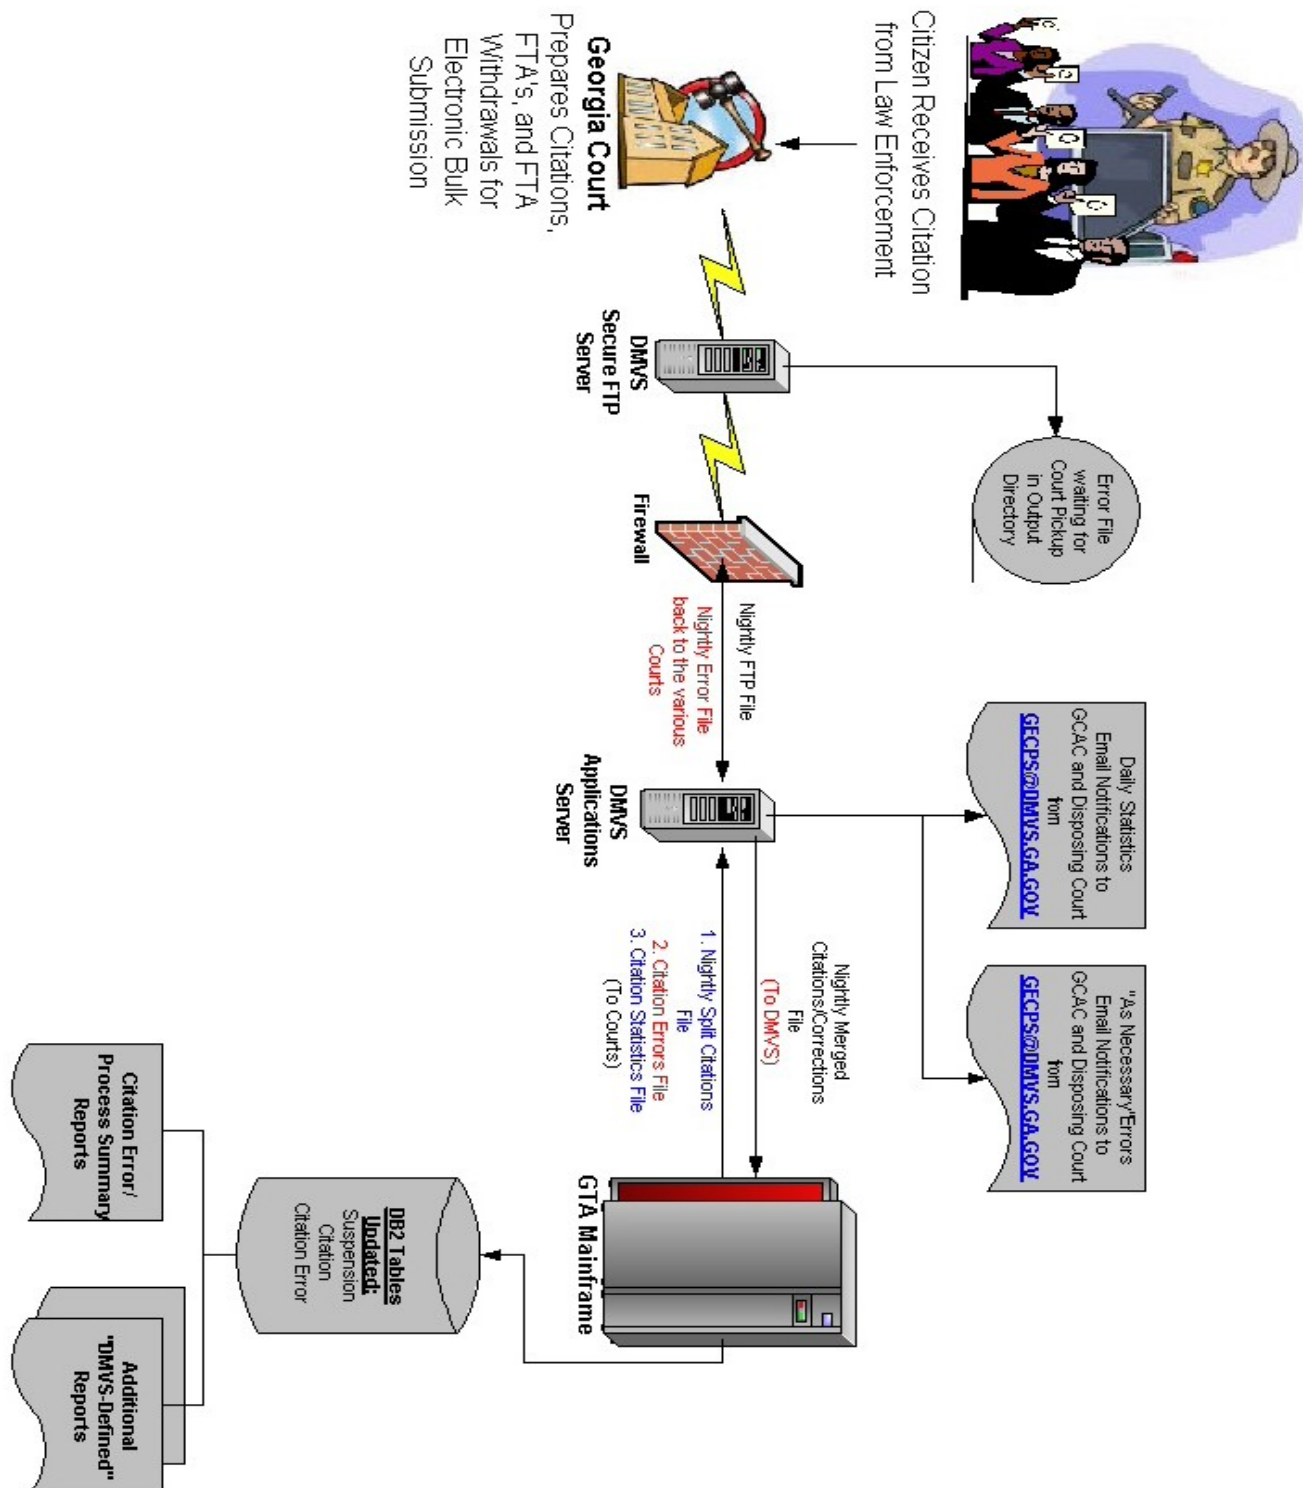 Citizen Receives Citation
from Law Enforcement
Georgia Court
Prepares Citations,
FTA's, and FTA
Withdrawals for
Electronic Bulk
Submission
DMVS
Secure FTP
Server
Error File
waiting for
Court Pickup
in Output
Directory
Firewall
Nightly FTP File
Nightly Error File
back to the various
Courts
DMVS
Applications
Server
Daily Statistics
Email Notifications to
GCAC and Disposing Court
from
GECPS@DMVS.GA.GOV
"As Necessary"Errors
Email Notifications to
GCAC and Disposing Court
from
GECPS@DMVS.GA.GOV
Nightly Merged
Citations/Corrections
File
(To DMVS)
1. Nightly Split Citations
File
2. Citation Errors File
3. Citation Statistics File
(To Courts)
GTA Mainframe
DB2 Tables
Updated:
Suspension
Citation
Citation Error
Citation Error/
Process Summary
Reports
Additional
"DMVS-Defined"
Reports